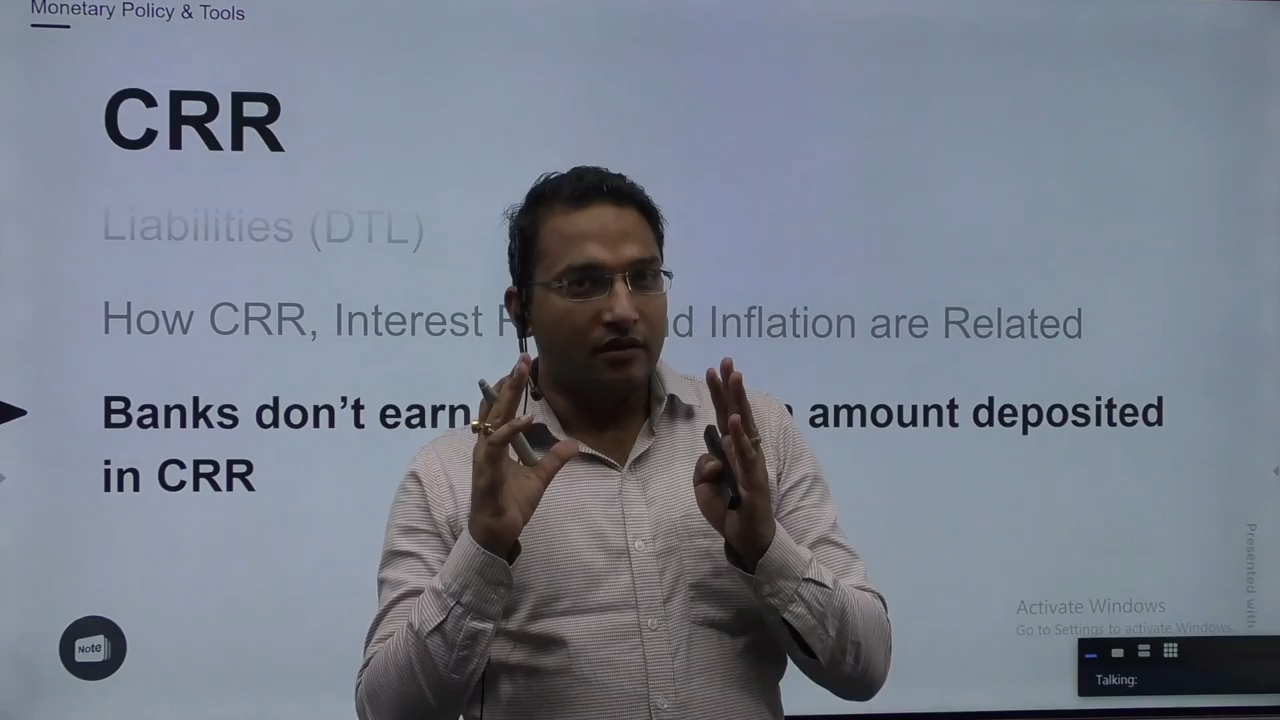 Monetary Policy & Tools
CRR
Liabilities (DTL)
How CRR, Interest d Inflation are Related
Banks don’t earn amount deposited
in CRR
Note
Presented with
Activate Windows
Go to Settings to activate Windows.
Talking: